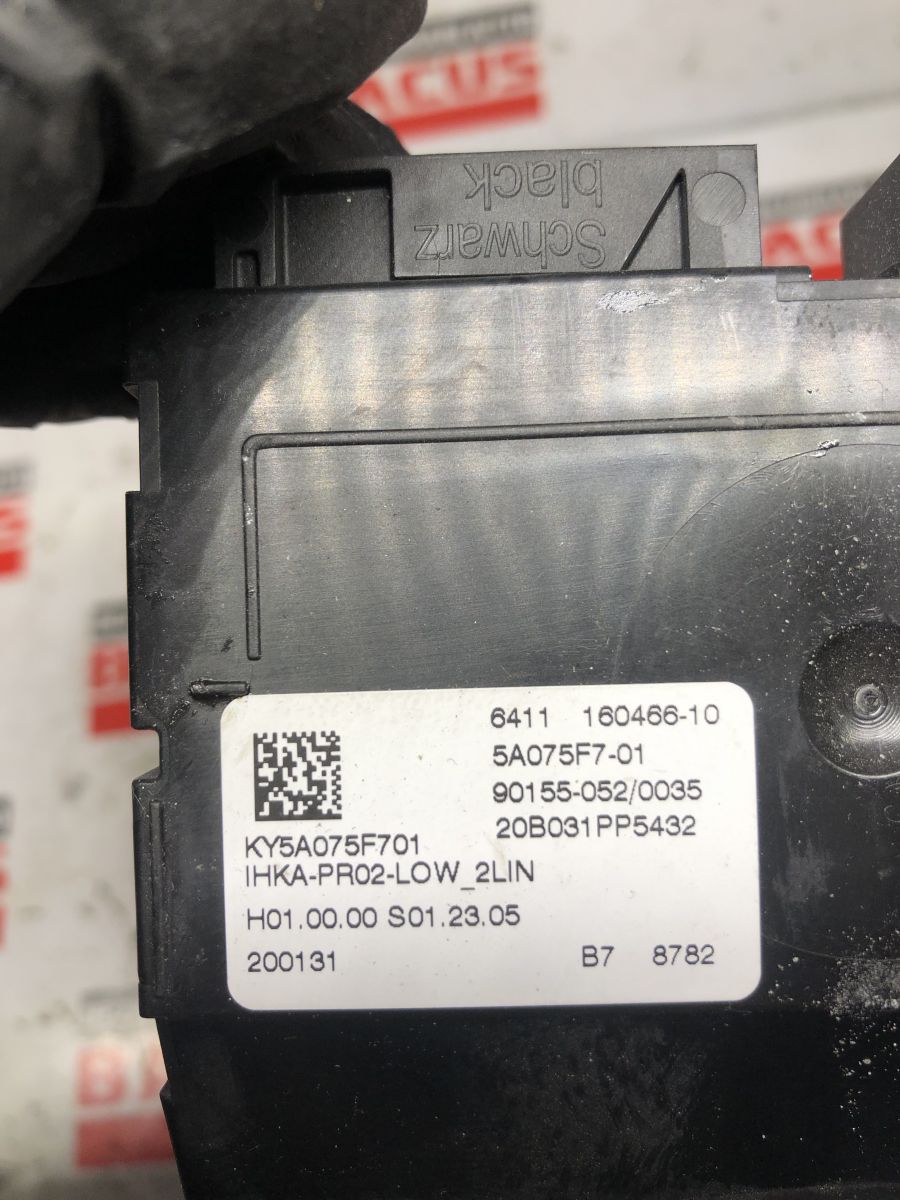 ACUS
Schwarz
black
6411 160466-10
5A075F7-01
90155-052/0035
20B031PP5432
KY5A075F701
IHKA-PR02-LOW_2LIN
H01.00.00 S01.23.05
200131 B7 8782